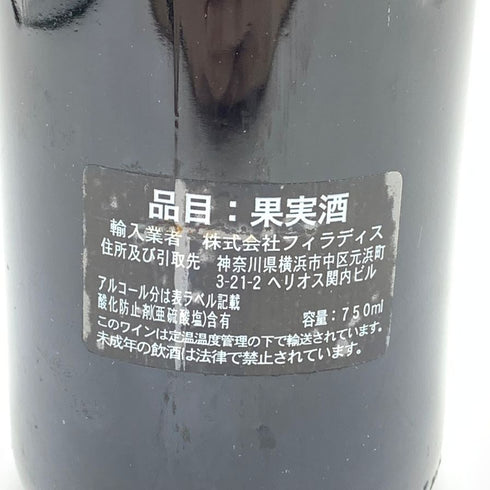 品目：果実酒
輸入業者　株式会社フィラディス
住所及び引取先　神奈川県横浜市中区元浜町
3-21-2 ヘリオス関内ビル
アルコール分は表ラベル記載
酸化防止剤(亜硫酸塩)含有　容量：750ml
このワインは定温温度管理の下で輸送されています。
未成年の飲酒は法律で禁止されています。